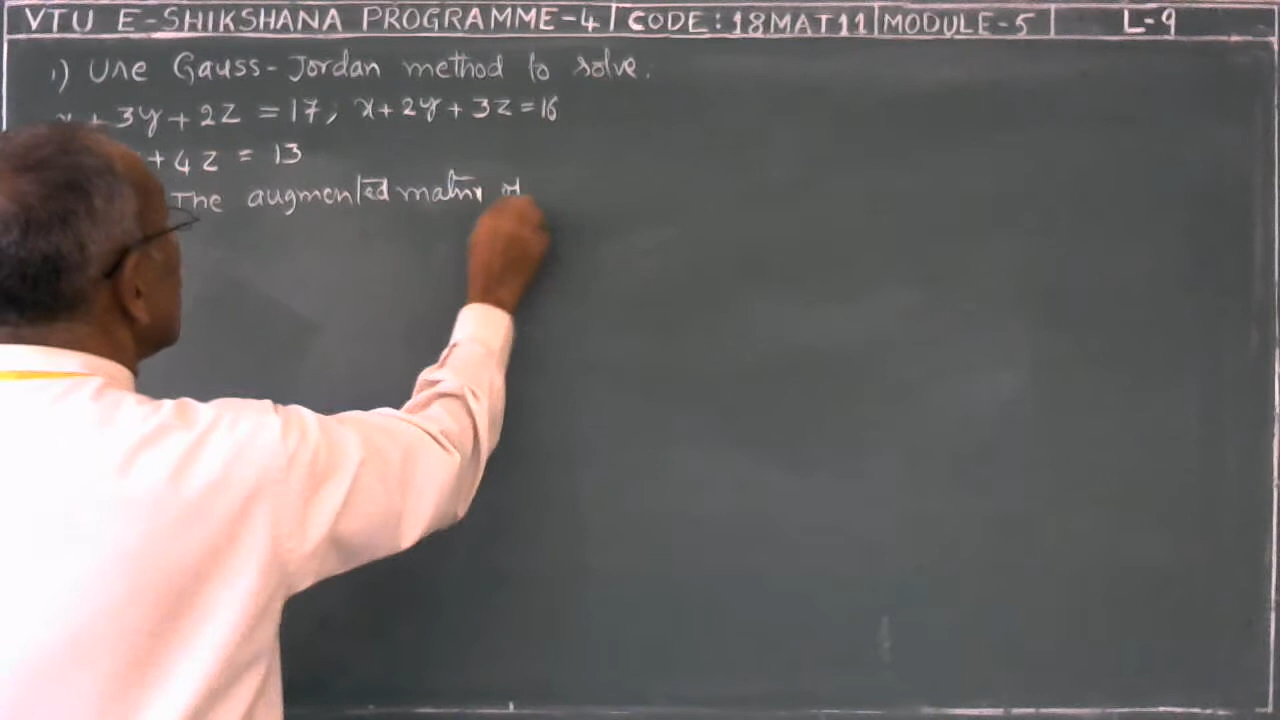 VTU E-SHIKSHANA PROGRAMME-4 | CODE: 18MAT11 | MODULE-5 | L-9
1) Use Gauss-Jordan method to solve.
x + 3y + 2z = 17, x + 2y + 3z = 16
+ 4z = 13
The augmented matrix of